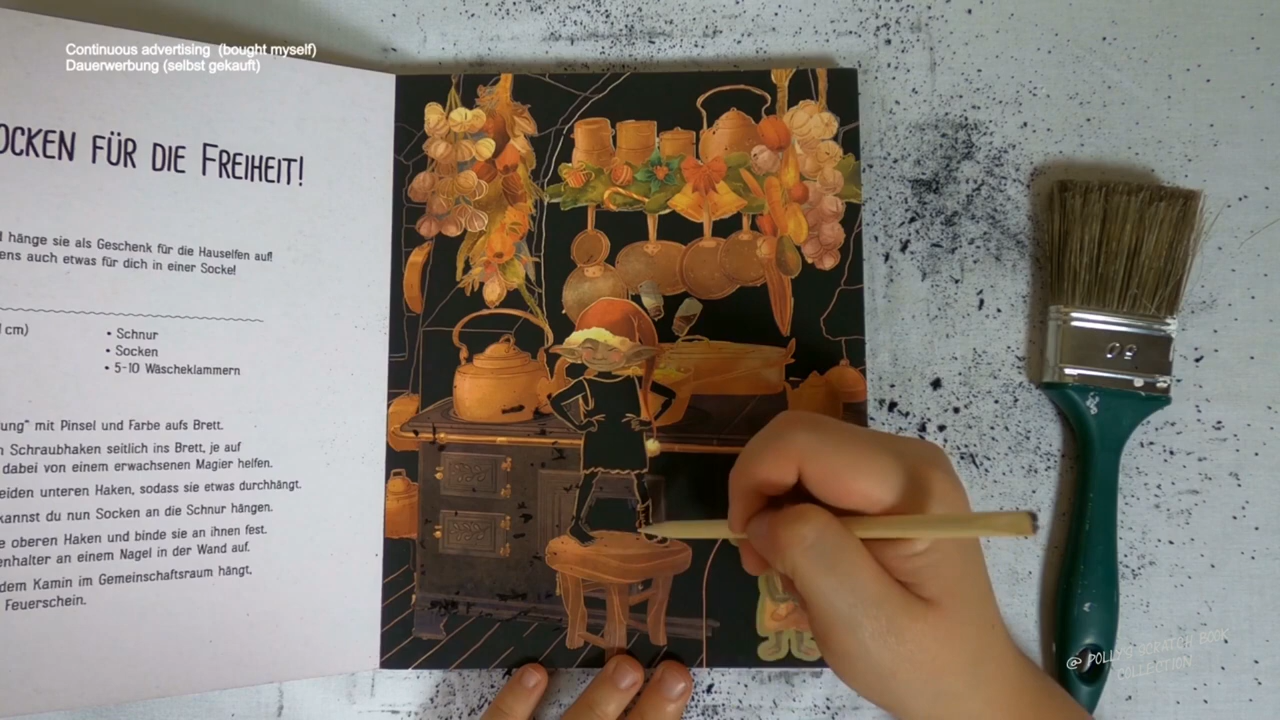 Continuous advertising (bought myself)
Dauerwerbung (selbst gekauft)
OCKEN FÜR DIE FREIHEIT!
hänge sie als Geschenk für die Hauselfen auf!
ens auch etwas für dich in einer Socke!
cm)
• Schnur
• Socken
• 5-10 Wäscheklammern
ung" mit Pinsel und Farbe aufs Brett.
Schraubhaken seitlich ins Brett, je auf
dabei von einem erwachsenen Magier helfen.
eiden unteren Haken, sodass sie etwas durchhängt.
kannst du nun Socken an die Schnur hängen.
e oberen Haken und binde sie an ihnen fest.
enhalter an einem Nagel in der Wand auf.
dem Kamin im Gemeinschaftsraum hängt,
Feuerschein.
50
@ POLLY'S SCRATCH BOOK
COLLECTION